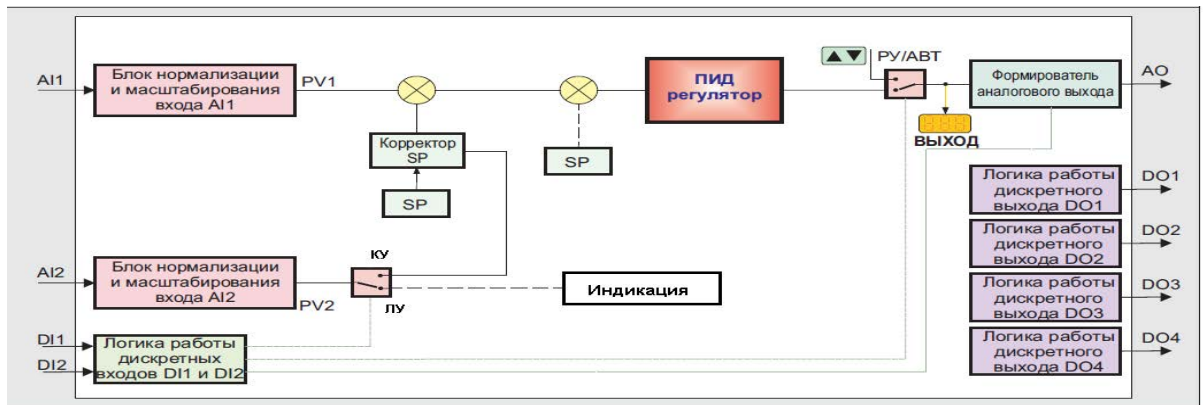 AI1
Блок нормализации
и масштабирования
входа AI1
PV1
Корректор
SP
SP
SP
ПИД
регулятор
РУ/АВТ
ВЫХОД
Формирователь
аналогового выхода
AO
AI2
Блок нормализации
и масштабирования
входа AI2
PV2
КУ
ЛУ
Индикация
DI1
DI2
Логика работы
дискретных
входов DI1 и DI2
Логика работы
дискретного
выхода DO1
DO1
Логика работы
дискретного
выхода DO2
DO2
Логика работы
дискретного
выхода DO3
DO3
Логика работы
дискретного
выхода DO4
DO4